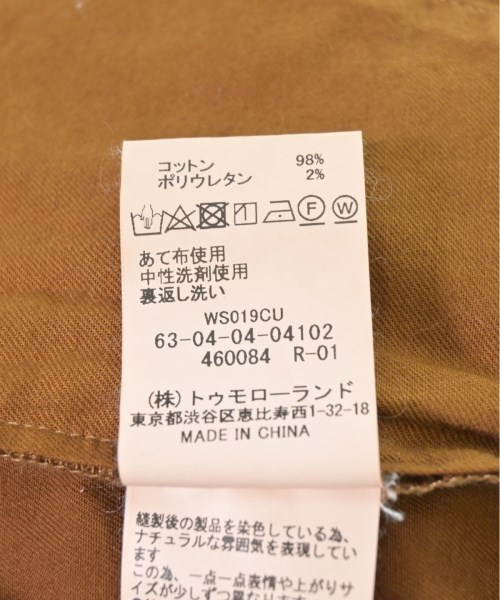 コットン 98%
ポリウレタン 2%
F W
あて布使用
中性洗剤使用
裏返し洗い
WS019CU
63-04-04-04102
460084 R-01
(株)トゥモローランド
東京都渋谷区恵比寿西1-32-18
MADE IN CHINA
縫製後の製品を染色している為、
ナチュラルな雰囲気を表現してい
ます
この為、一点一点表情や上がりサ
イズが少しずつ異なります